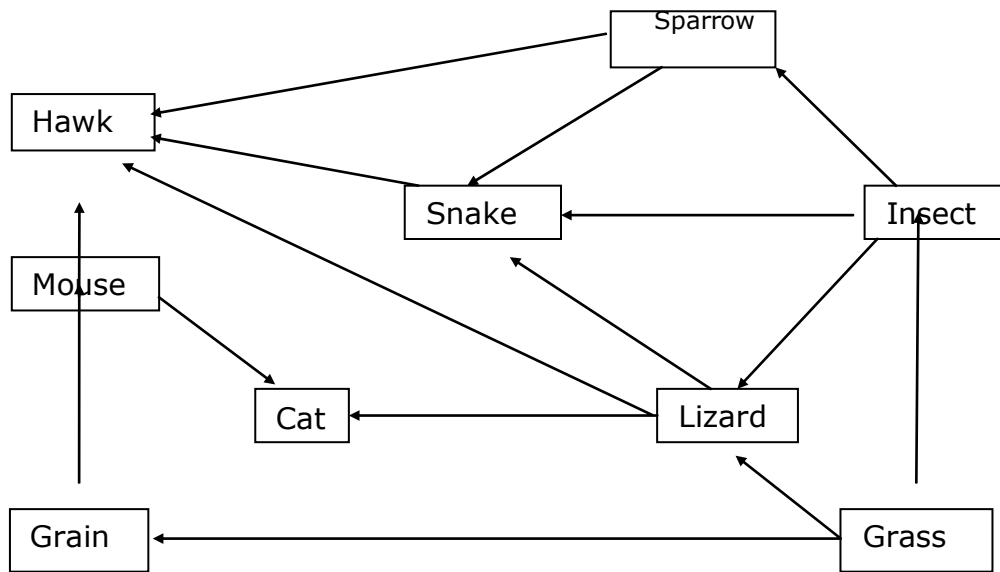 Sparrow
Hawk
Snake
Insect
Mouse
Cat
Lizard
Grain
Grass